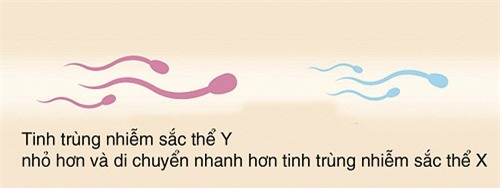 Tinh trùng nhiễm sắc thể Y
nhỏ hơn và di chuyển nhanh hơn tinh trùng nhiễm sắc thể X